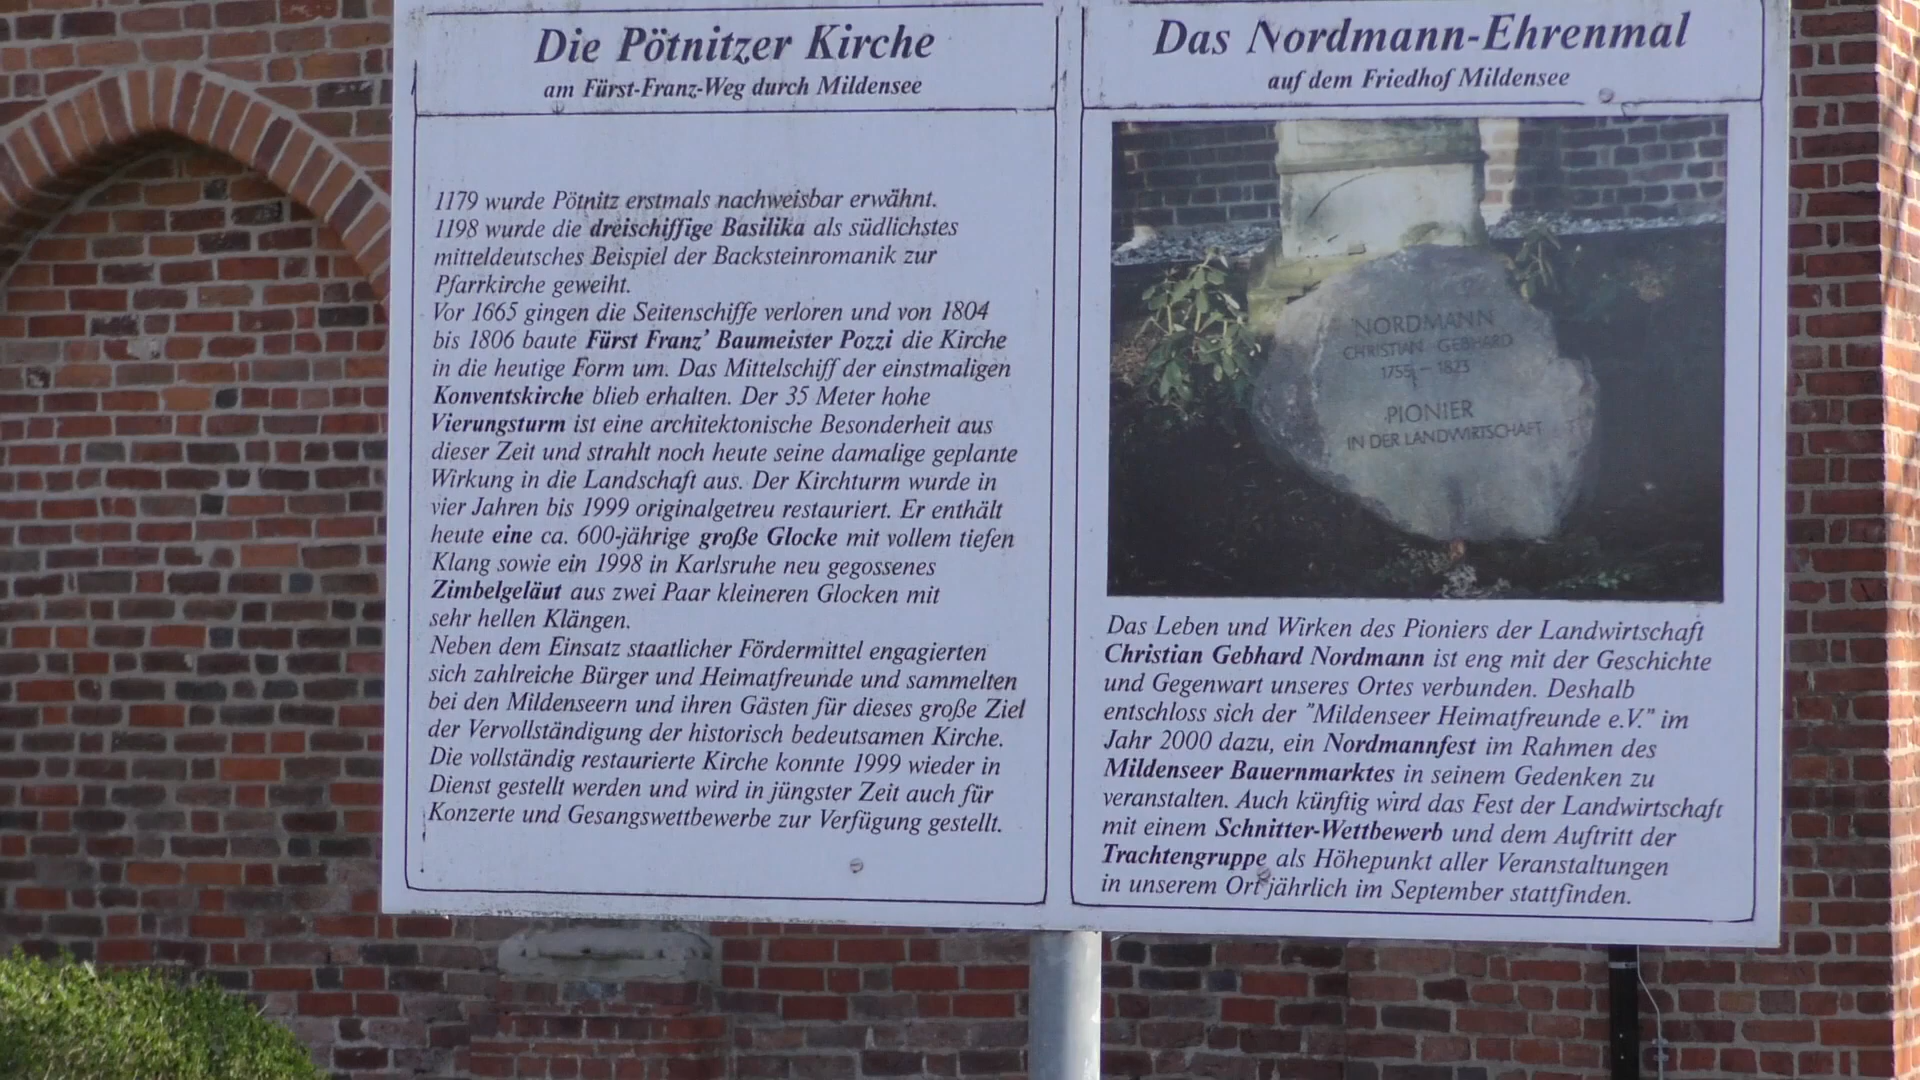 Die Pötnitzer Kirche
am Fürst-Franz-Weg durch Mildensee
1179 wurde Pötnitz erstmals nachweisbar erwähnt.
1198 wurde die dreischiffige Basilika als südlichstes
mitteldeutsches Beispiel der Backsteinromanik zur
Pfarrkirche geweiht.
Vor 1665 gingen die Seitenschiffe verloren und von 1804
bis 1806 baute Fürst Franz' Baumeister Pozzi die Kirche
in die heutige Form um. Das Mittelschiff der einstmaligen
Konventskirche blieb erhalten. Der 35 Meter hohe
Vierungsturm ist eine architektonische Besonderheit aus
dieser Zeit und strahlt noch heute seine damalige geplante
Wirkung in die Landschaft aus. Der Kirchturm wurde in
vier Jahren bis 1999 originalgetreu restauriert. Er enthält
heute eine ca. 600-jährige große Glocke mit vollem tiefen
Klang sowie ein 1998 in Karlsruhe neu gegossenes
Zimbelgeläut aus zwei Paar kleineren Glocken mit
sehr hellen Klängen.
Neben dem Einsatz staatlicher Fördermittel engagierten
sich zahlreiche Bürger und Heimatfreunde und sammelten
bei den Mildenseern und ihren Gästen für dieses große Ziel
der Vervollständigung der historisch bedeutsamen Kirche.
Die vollständig restaurierte Kirche konnte 1999 wieder in
Dienst gestellt werden und wird in jüngster Zeit auch für
Konzerte und Gesangswettbewerbe zur Verfügung gestellt.
Das Nordmann-Ehrenmal
auf dem Friedhof Mildensee
NORDMANN
CHRISTIAN GEBHARD
1755 - 1823
PIONIER
IN DER LANDWIRTSCHAFT
Das Leben und Wirken des Pioniers der Landwirtschaft
Christian Gebhard Nordmann ist eng mit der Geschichte
und Gegenwart unseres Ortes verbunden. Deshalb
entschloss sich der "Mildenseer Heimatfreunde e.V." im
Jahr 2000 dazu, ein Nordmannfest im Rahmen des
Mildenseer Bauernmarktes in seinem Gedenken zu
veranstalten. Auch künftig wird das Fest der Landwirtschaft
mit einem Schnitter-Wettbewerb und dem Auftritt der
Trachtengruppe als Höhepunkt aller Veranstaltungen
in unserem Ort jährlich im September stattfinden.